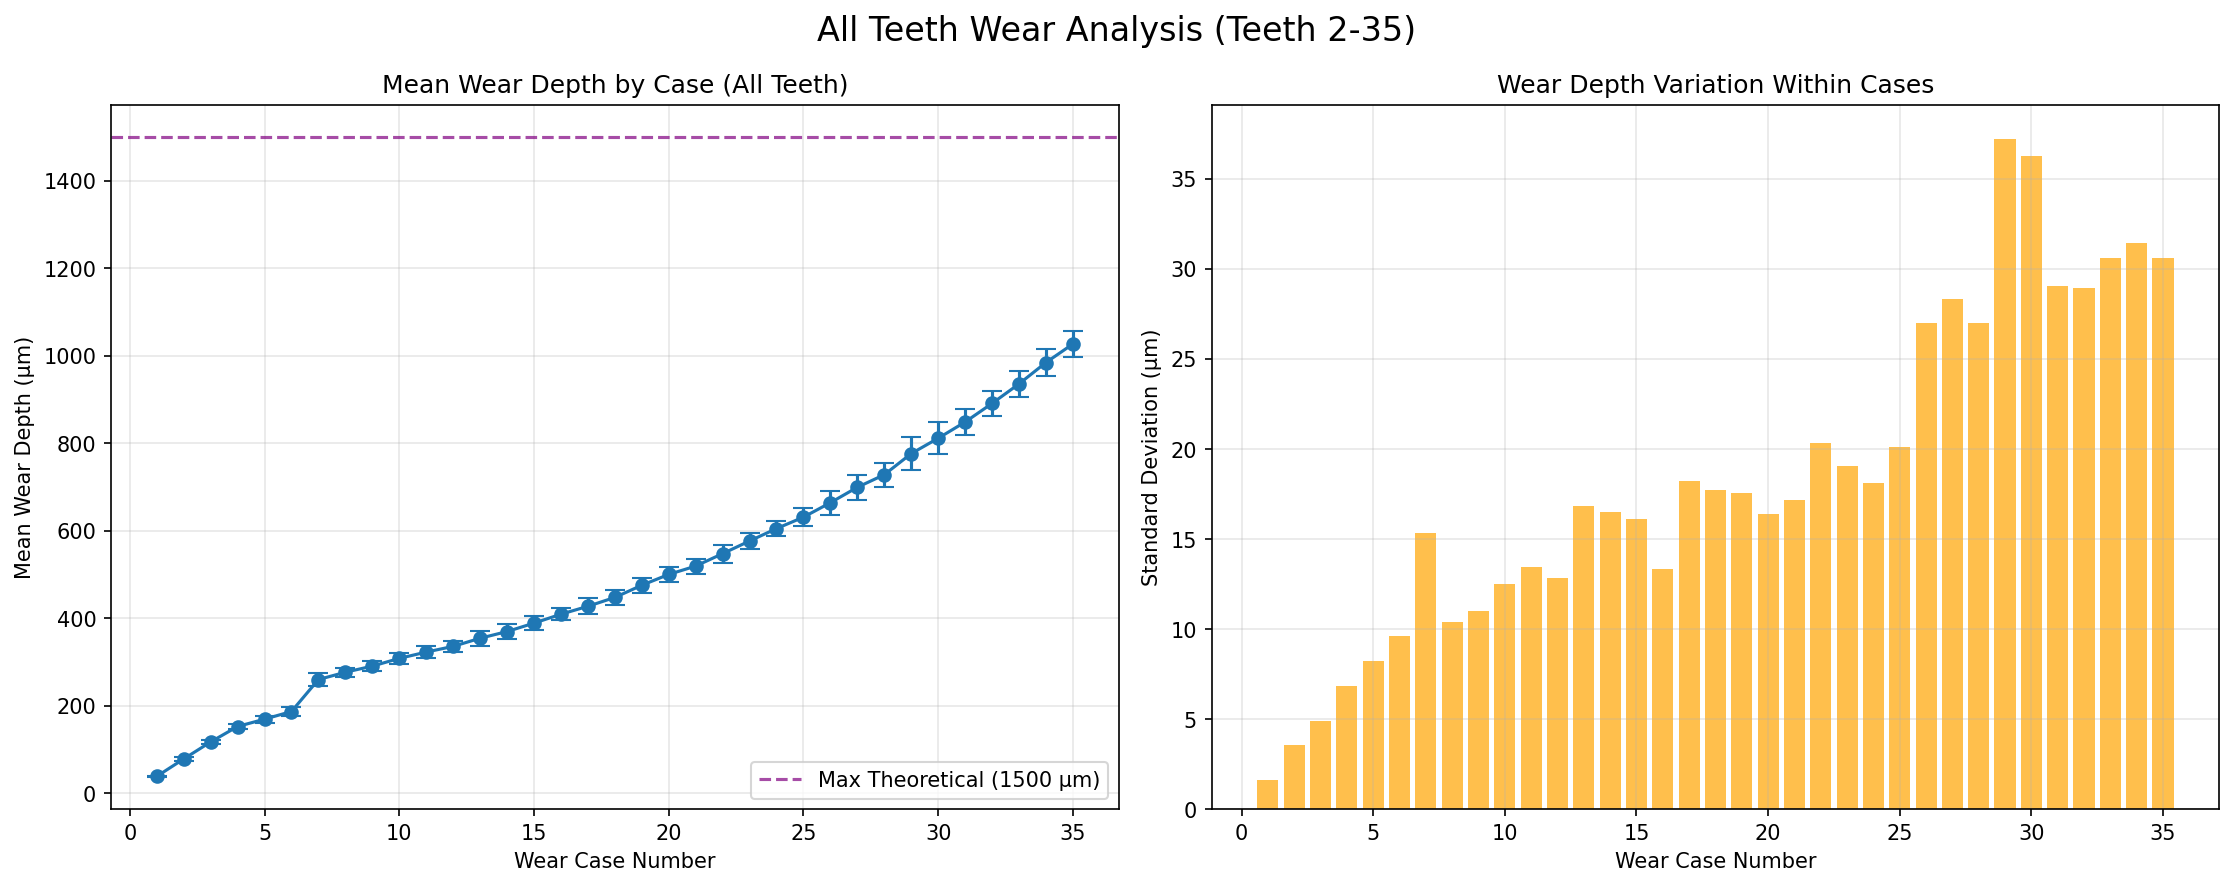 All Teeth Wear Analysis (Teeth 2-35)
Mean Wear Depth by Case (All Teeth)
Mean Wear Depth (μm)
1400
1200
1000
800
600
400
200
0
0 5 10 15 20 25 30 35
Wear Case Number
Max Theoretical (1500 μm)
Wear Depth Variation Within Cases
Standard Deviation (μm)
35
30
25
20
15
10
5
0
0 5 10 15 20 25 30 35
Wear Case Number